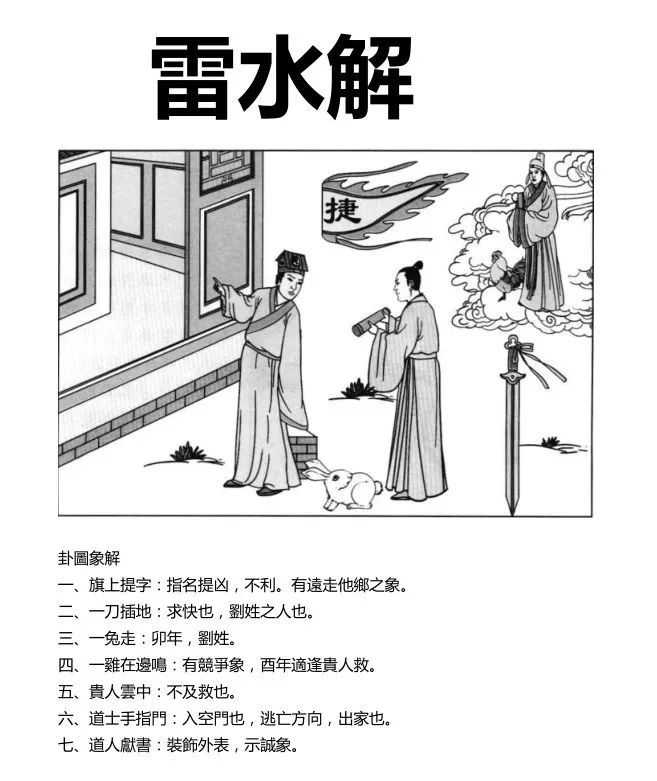 雷水解
捷
卦圖象解
一、旗上提字：指名提凶，不利。有遠走他鄉之象。
二、一刀插地：求快也，劉姓之人也。
三、一兔走：卯年，劉姓。
四、一雞在邊鳴：有競爭象，酉年適逢貴人救。
五、貴人雲中：不及救也。
六、道士手指門：入空門也，逃亡方向，出家也。
七、道人獻書：裝飾外表，示誠象。